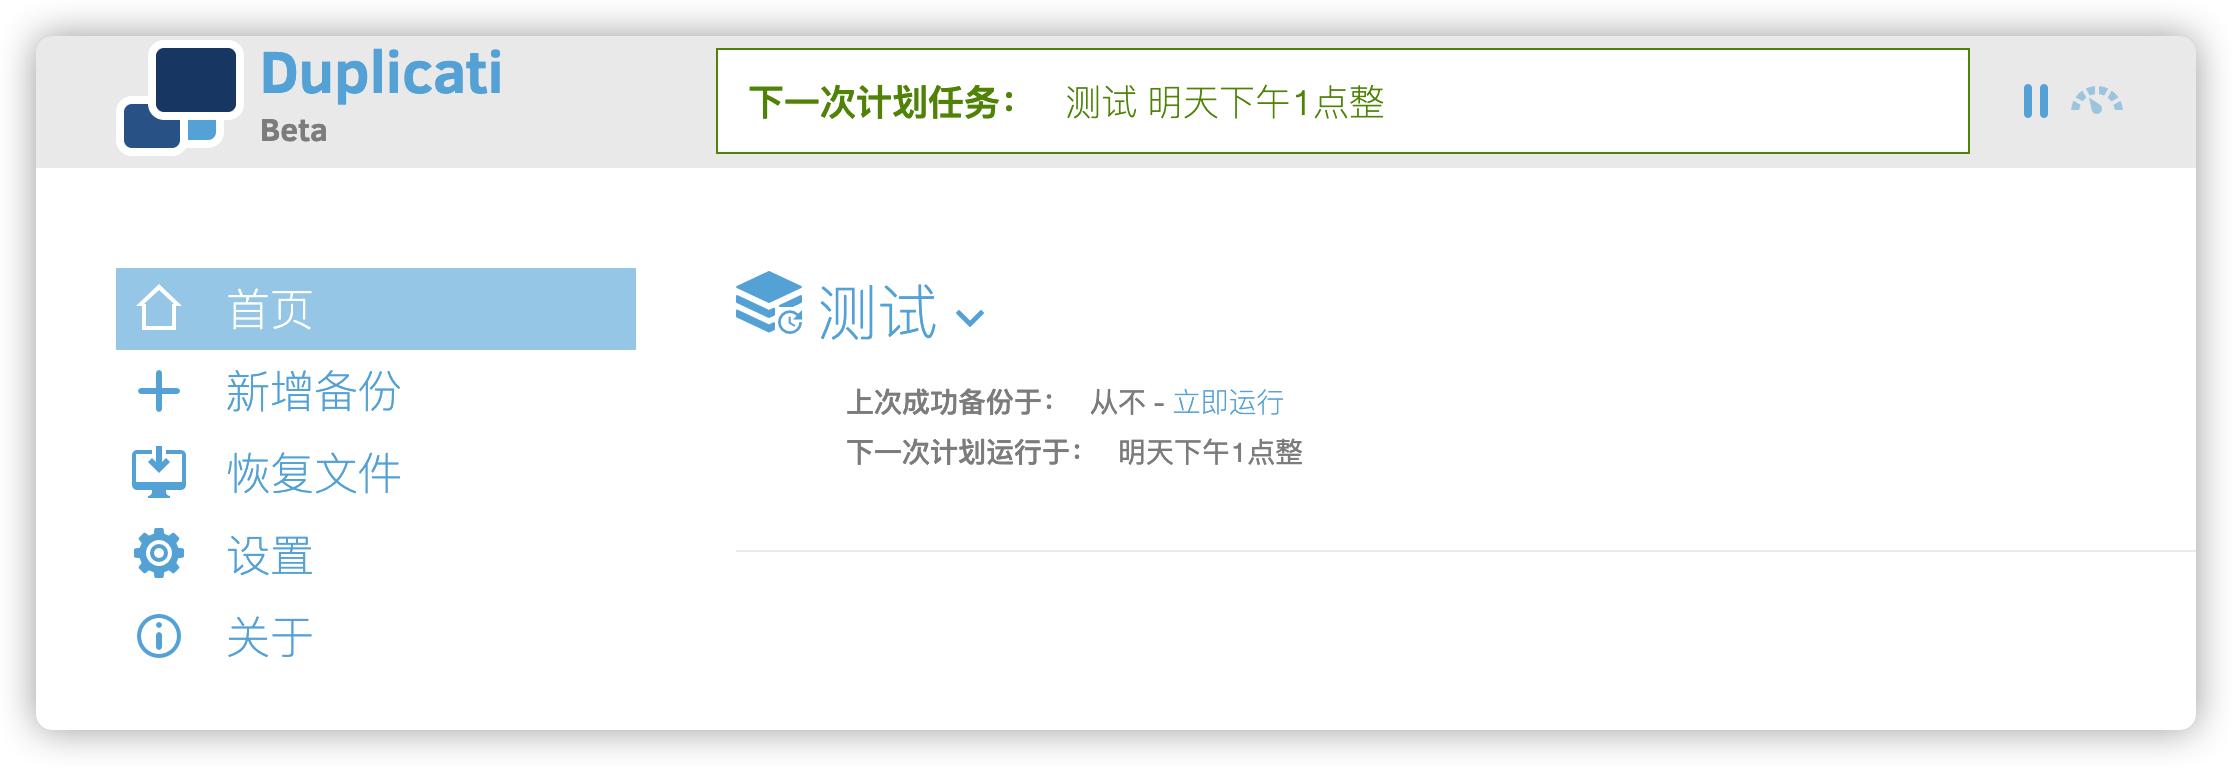 Duplicati
Beta
下一次计划任务： 测试 明天下午1点整
首页
新增备份
恢复文件
设置
关于
测试
上次成功备份于： 从不 - 立即运行
下一次计划运行于： 明天下午1点整